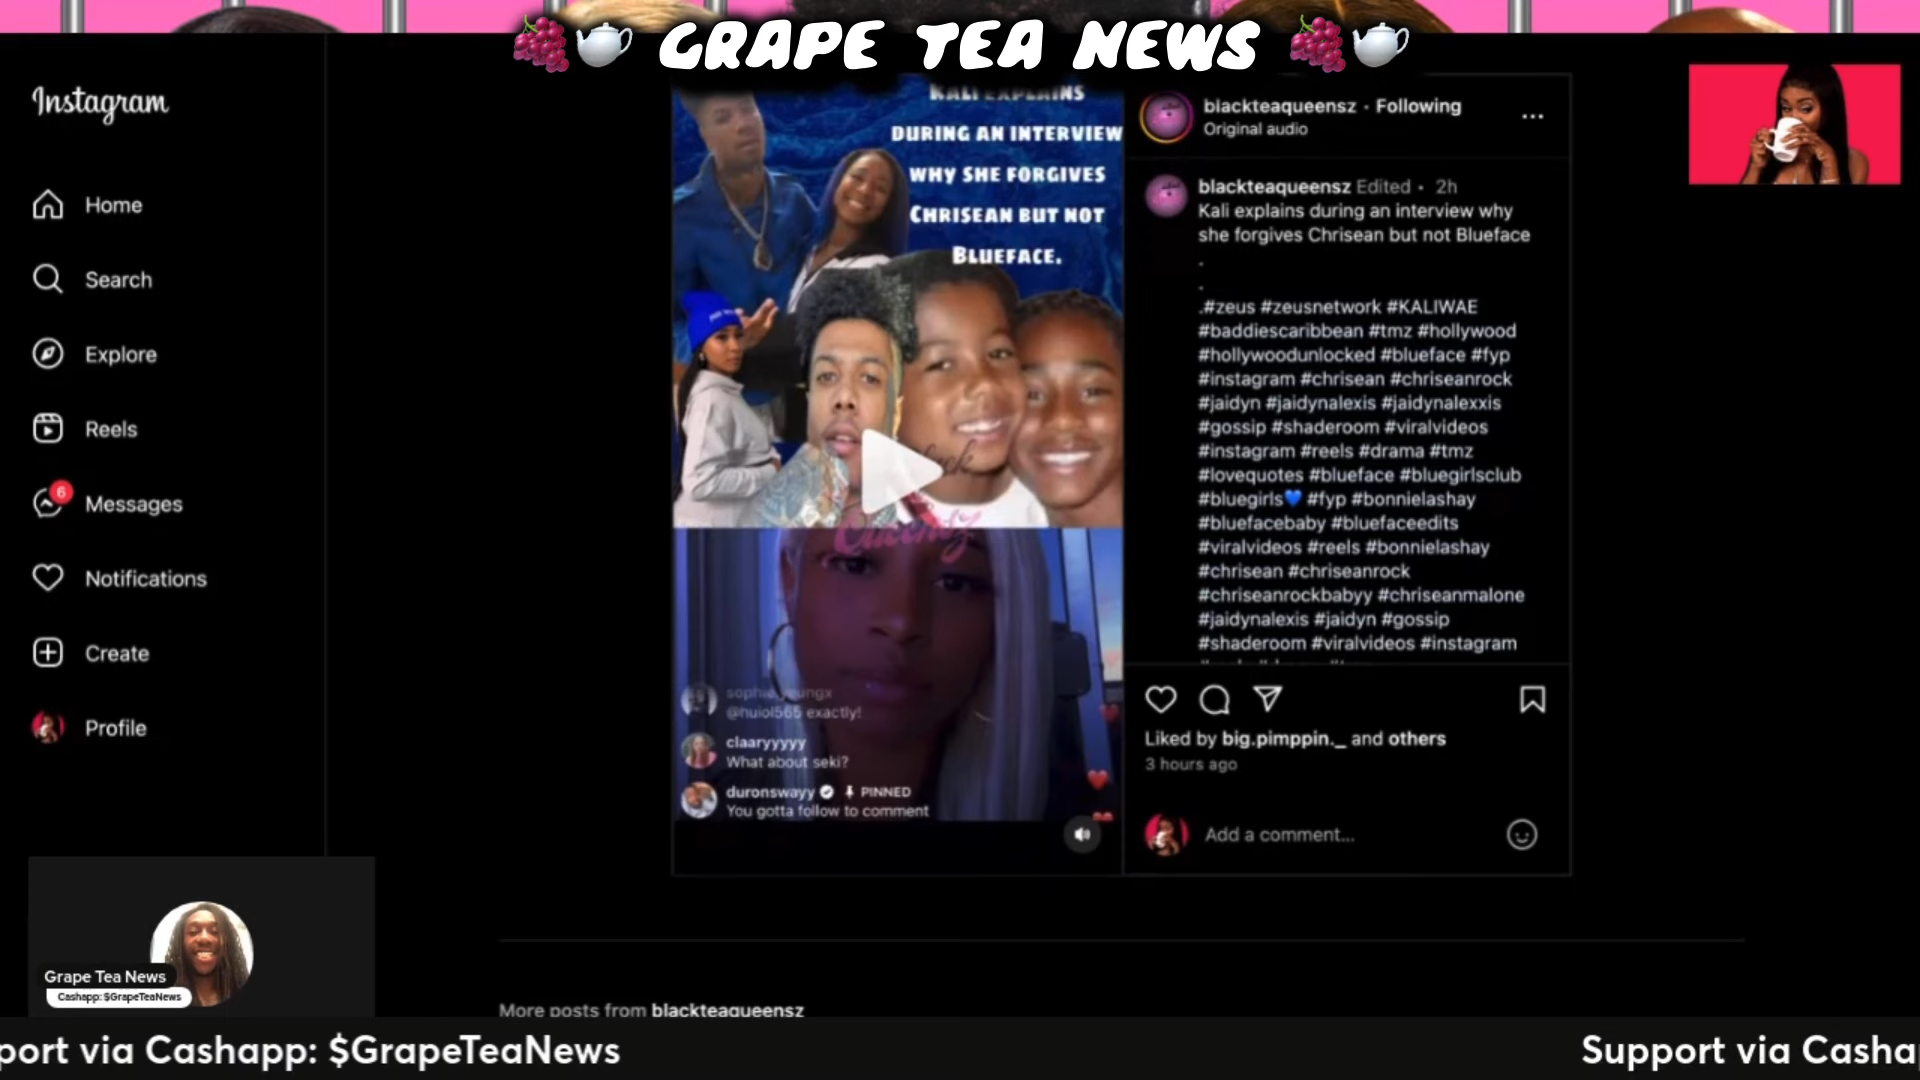 GRAPE TEA NEWS
Instagram
Home
Search
Explore
Reels
6
Messages
Notifications
Create
Profile
KALI EXPLAINS
DURING AN INTERVIEW
WHY SHE FORGIVES
CHRISEAN BUT NOT
BLUEFACE.
Queensz
sophie.yeungx
@huiol565 exactly!
claaryyyyy
What about seki?
duronswayy PINNED
You gotta follow to comment
blackteaqueensz • Following
Original audio
blackteaqueensz Edited • 2h
Kali explains during an interview why
she forgives Chrisean but not Blueface
.
.
.#zeus #zeusnetwork #KALIWAE
#baddiescaribbean #tmz #hollywood
#hollywoodunlocked #blueface #fyp
#instagram #chrisean #chriseanrock
#jaidyn #jaidynalexis #jaidynalexxis
#gossip #shaderoom #viralvideos
#instagram #reels #drama #tmz
#lovequotes #blueface #bluegirlsclub
#bluegirls💙 #fyp #bonnielashay
#bluefacebaby #bluefaceedits
#viralvideos #reels #bonnielashay
#chrisean #chriseanrock
#chriseanrockbabyy #chriseanmalone
#jaidynalexis #jaidyn #gossip
#shaderoom #viralvideos #instagram
Liked by big.pimppin._ and others
3 hours ago
Add a comment...
More posts from blackteaqueensz
Grape Tea News
Cashapp: $GrapeTeaNews
port via Cashapp: $GrapeTeaNews
Support via Casha